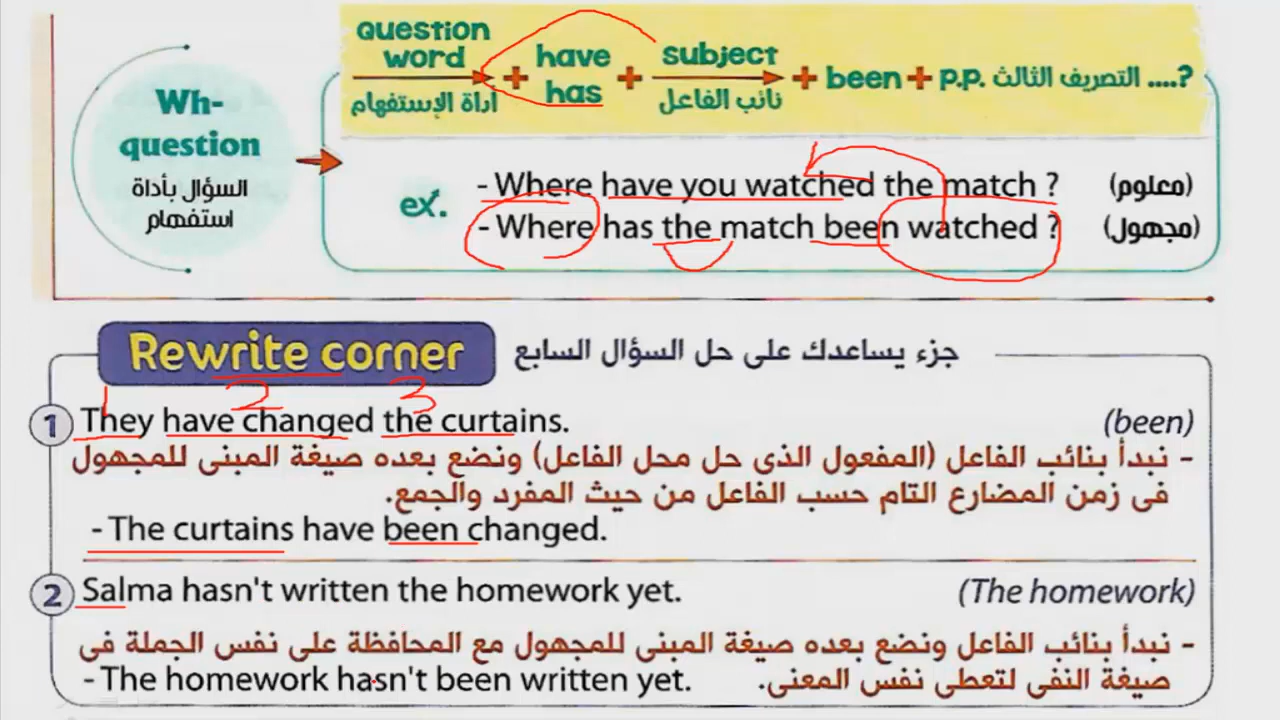 question word + have has + subject + been + p.p. التصريف الثالث ....?
اراة الإستفهام
نائب الفاعل
Wh-
question
السؤال بأداة
استفهام
ex.
- Where have you watched the match ? (معلوم)
- Where has the match been watched ? (مجهول)
Rewrite corner جزء يساعدك على حل السؤال السابع
1 2 3
1 They have changed the curtains. (been)
- نبدأ بنائب الفاعل (المفعول الذى حل محل الفاعل) ونضع بعده صيغة المبنى للمجهول
فى زمن المضارع التام حسب الفاعل من حيث المفرد والجمع.
- The curtains have been changed.
2 Salma hasn't written the homework yet. (The homework)
- نبدأ بنائب الفاعل ونضع بعده صيغة المبنى للمجهول مع المحافظة على نفس الجملة فى
صيغة النفى لتعطى نفس المعنى.
- The homework hasn't been written yet.